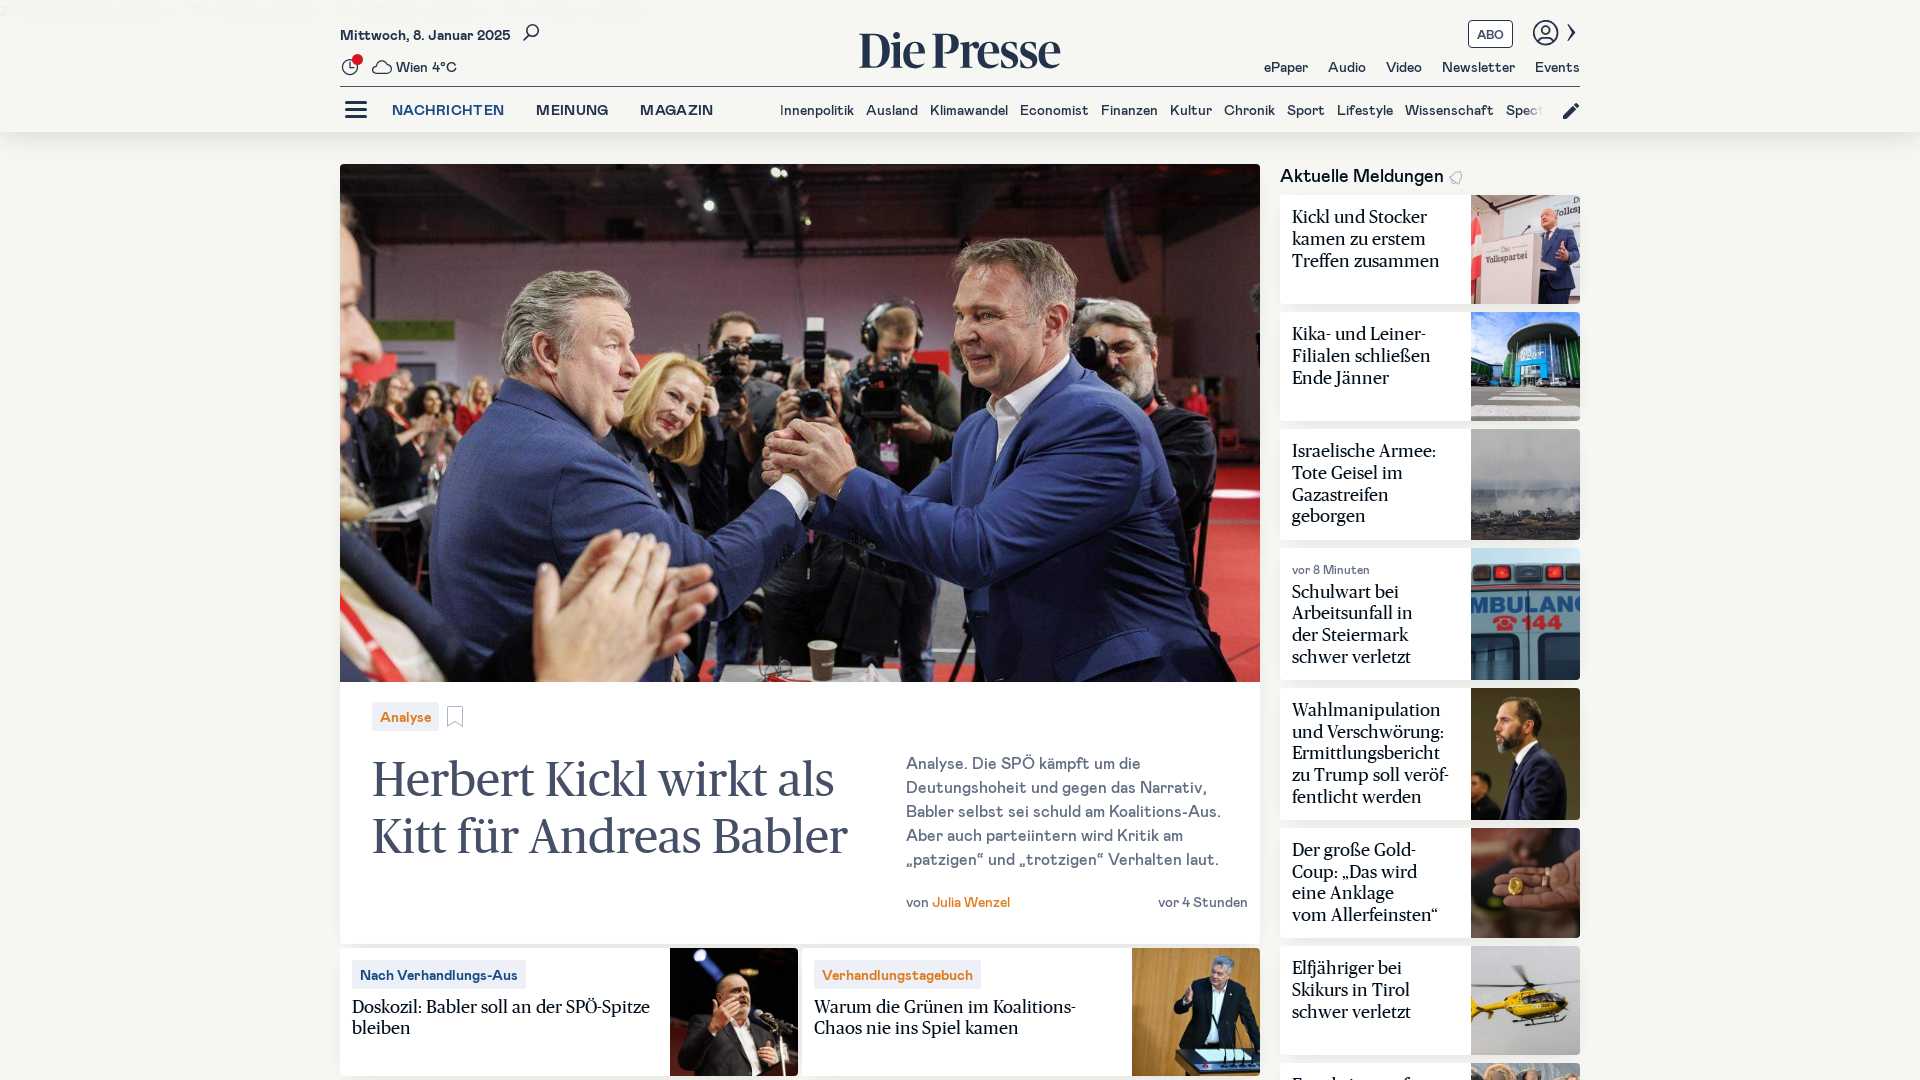 Mittwoch, 8. Januar 2025
Wien 4°C
Die Presse
ABO
ePaper Audio Video Newsletter Events
NACHRICHTEN MEINUNG MAGAZIN
Innenpolitik Ausland Klimawandel Economist Finanzen Kultur Chronik Sport Lifestyle Wissenschaft
Analyse
Herbert Kickl wirkt als
Kitt für Andreas Babler
Analyse. Die SPÖ kämpft um die
Deutungshoheit und gegen das Narrativ,
Babler selbst sei schuld am Koalitions-Aus.
Aber auch parteiintern wird Kritik am
„patzigen“ und „trotzigen“ Verhalten laut.
von Julia Wenzel
vor 4 Stunden
Nach Verhandlungs-Aus
Doskozil: Babler soll an der SPÖ-Spitze
bleiben
Verhandlungstagebuch
Warum die Grünen im Koalitions-
Chaos nie ins Spiel kamen
Aktuelle Meldungen
Kickl und Stocker
kamen zu erstem
Treffen zusammen
Die
Volkspartei
Kika- und Leiner-
Filialen schließen
Ende Jänner
Israelische Armee:
Tote Geisel im
Gazastreifen
geborgen
vor 8 Minuten
Schulwart bei
Arbeitsunfall in
der Steiermark
schwer verletzt
MBULANC
144
Wahlmanipulation
und Verschwörung:
Ermittlungsbericht
zu Trump soll veröf-
fentlicht werden
Der große Gold-
Coup: „Das wird
eine Anklage
vom Allerfeinsten“
Elfjähriger bei
Skikurs in Tirol
schwer verletzt